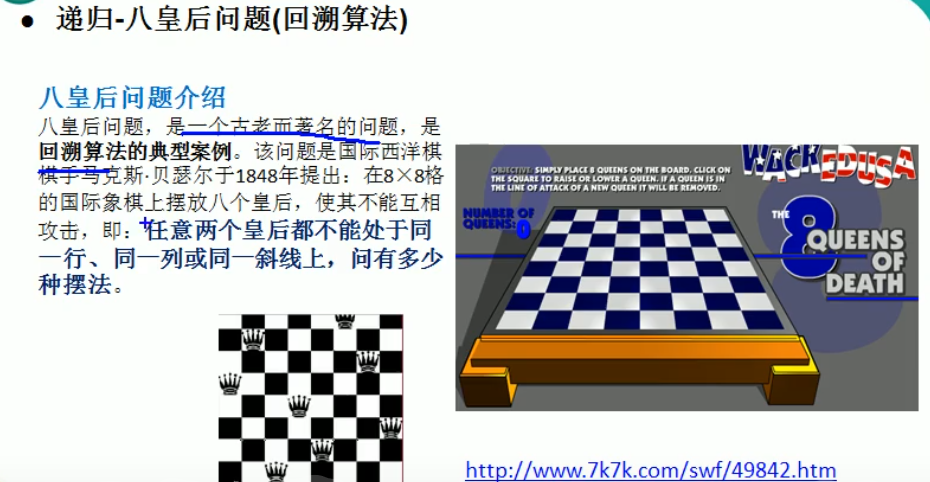 ● 递归-八皇后问题(回溯算法)
八皇后问题介绍
八皇后问题，是一个古老而著名的问题，是
回溯算法的典型案例。该问题是国际西洋棋
棋手马克斯·贝瑟尔于1848年提出：在8×8格
的国际象棋上摆放八个皇后，使其不能互相
攻击，即：任意两个皇后都不能处于同
一行、同一列或同一斜线上，问有多少
种摆法。
WACKEDUSA
OBJECTIVE: SIMPLY PLACE 8 QUEENS ON THE BOARD. CLICK ON
THE SQUARE TO RAISE OR LOWER A QUEEN. IF A QUEEN IS IN
THE LINE OF ATTACK OF A NEW QUEEN IT WILL BE REMOVED.
NUMBER OF
QUEENS: 0
THE 8
QUEENS
OF
DEATH
http://www.7k7k.com/swf/49842.htm